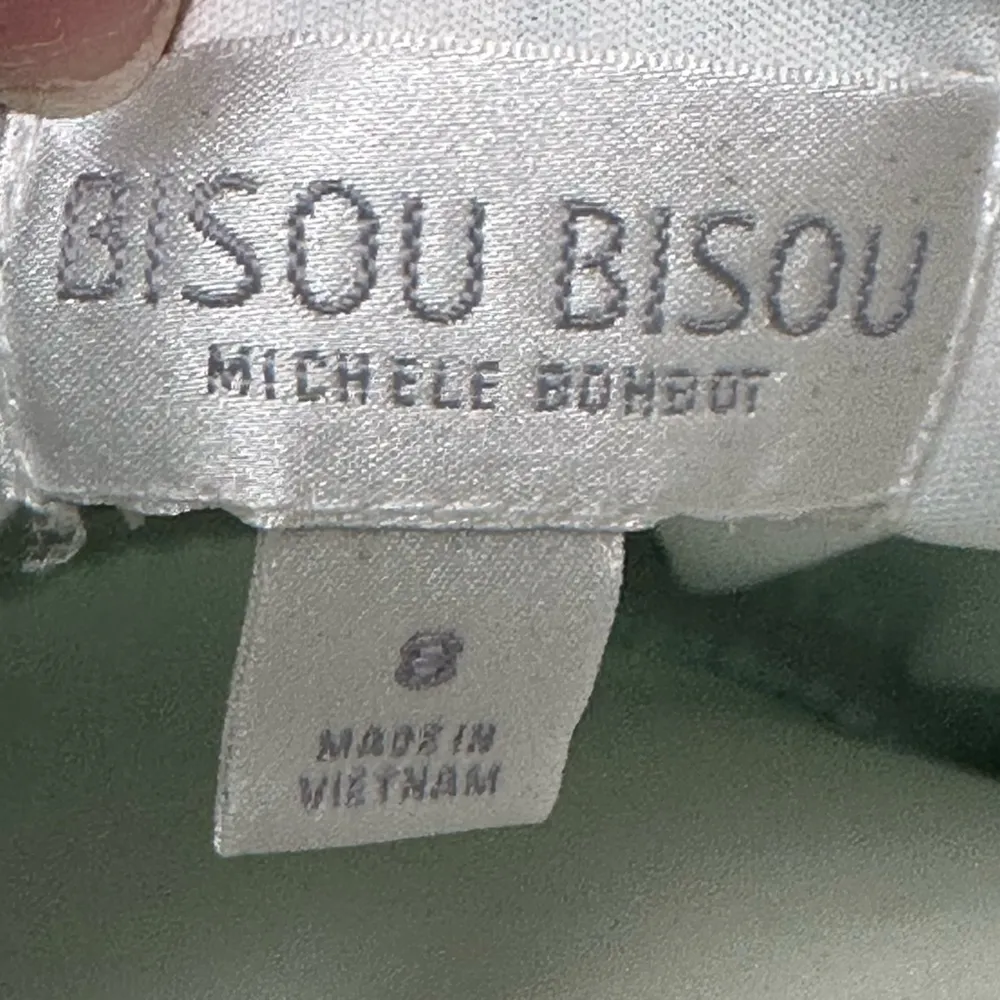 BISOU BISOU
MICHELE BOHBOT
8
MADE IN
VIETNAM